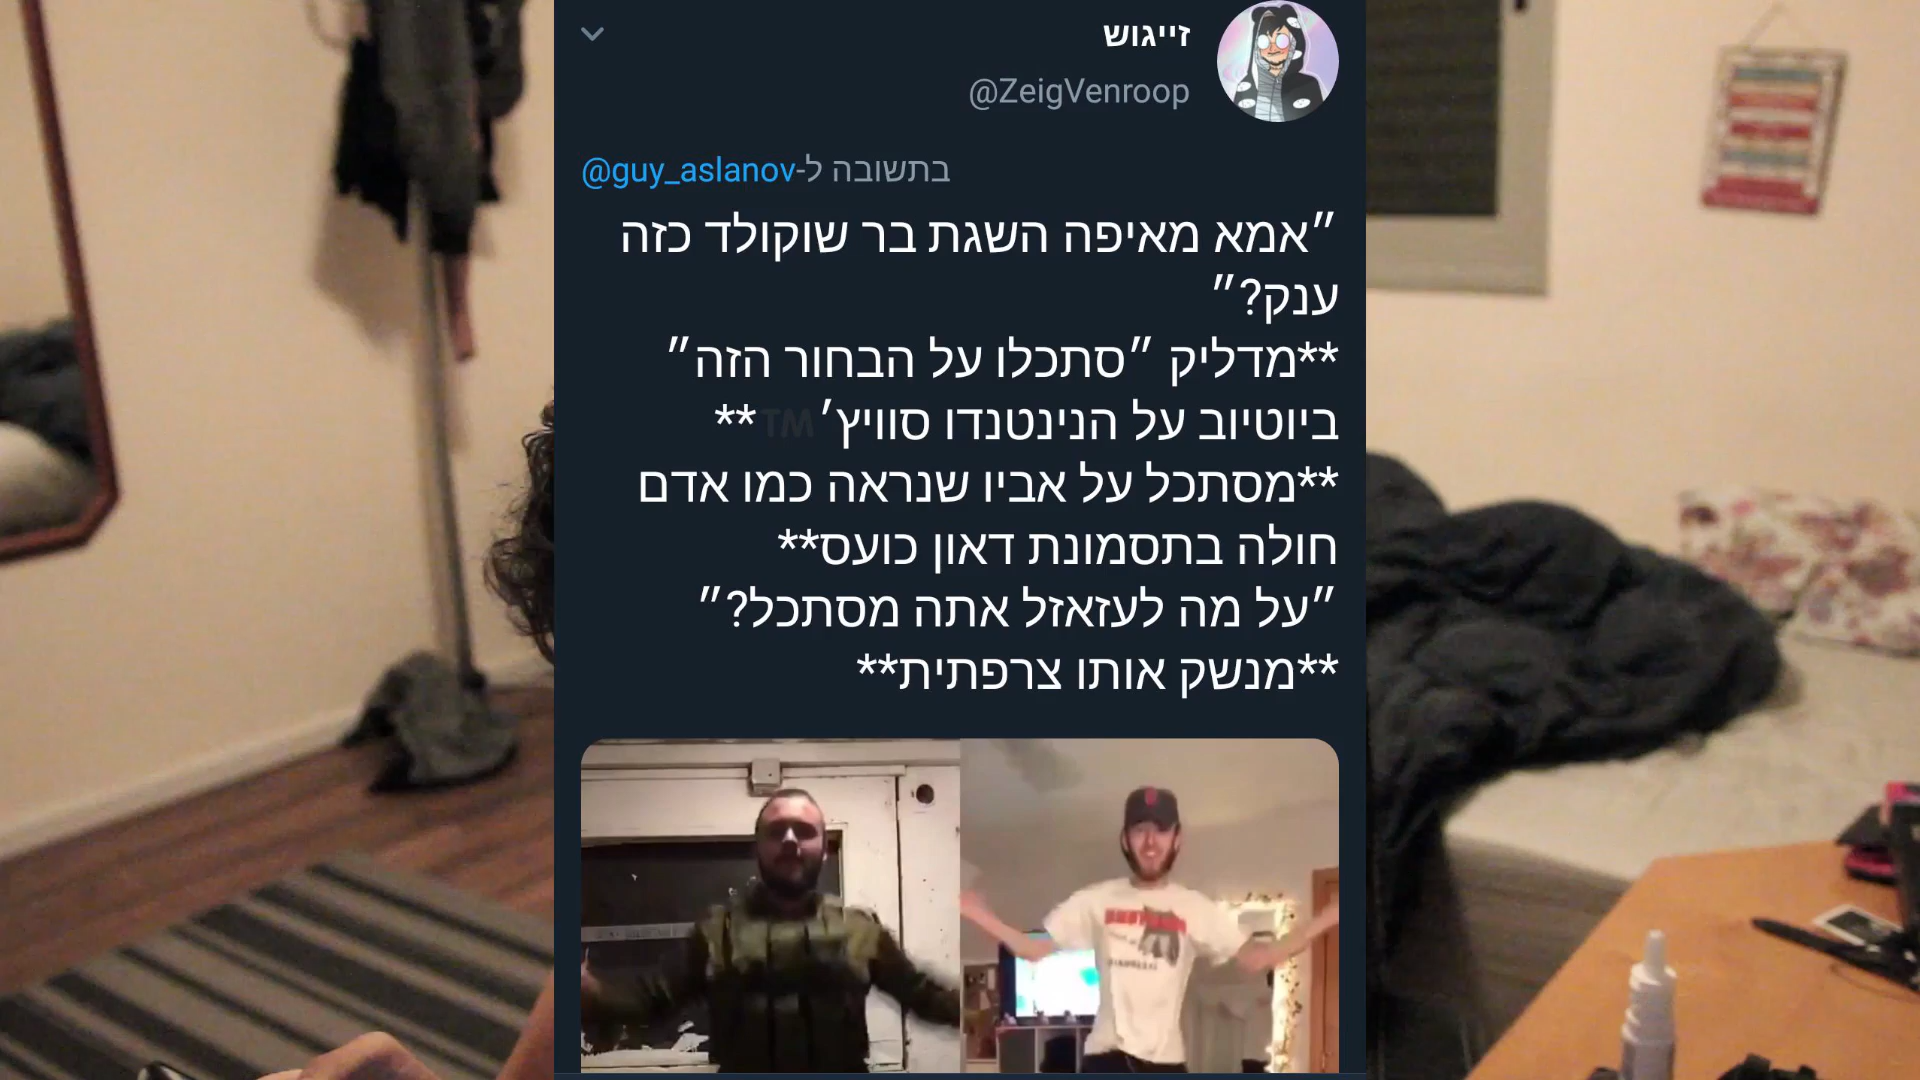 זייגוש
@ZeigVenroop
בתשובה ל-@guy_aslanov
״אמא מאיפה השגת בר שוקולד כזה
ענק?״
**מדליק ״סתכלו על הבחור הזה״
ביוטיוב על הנינטנדו סוויץ׳ ™**
**מסתכל על אביו שנראה כמו אדם
חולה בתסמונת דאון כועס**
״על מה לעזאזל אתה מסתכל?״
**מנשק אותו צרפתית**